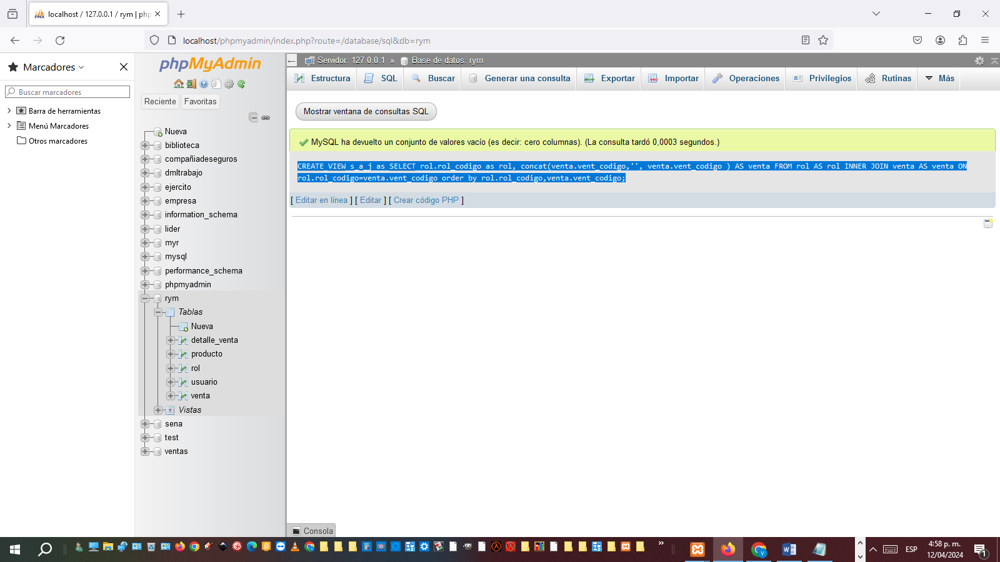 localhost / 127.0.0.1 / rym | php
localhost/phpmyadmin/index.php?route=/database/sql&db=rym
Marcadores
Buscar marcadores
Barra de herramientas
Menú Marcadores
Otros marcadores
phpMyAdmin
Reciente Favoritas
Nueva
biblioteca
compañiadeseguros
dmltrabajo
ejercito
empresa
information_schema
lider
myr
mysql
performance_schema
phpmyadmin
rym
Tablas
Nueva
detalle_venta
producto
rol
usuario
venta
Vistas
sena
test
ventas
Servidor: 127.0.0.1 » Base de datos: rym
Estructura SQL Buscar Generar una consulta Exportar Importar Operaciones Privilegios Rutinas Más
Mostrar ventana de consultas SQL
MySQL ha devuelto un conjunto de valores vacío (es decir: cero columnas). (La consulta tardó 0,0003 segundos.)
CREATE VIEW s_a_j as SELECT rol.rol_codigo as rol, concat(venta.vent_codigo,'', venta.vent_codigo ) AS venta FROM rol AS rol INNER JOIN venta AS venta ON
rol.rol_codigo=venta.vent_codigo order by rol.rol_codigo,venta.vent_codigo;
[ Editar en línea ] [ Editar ] [ Crear código PHP ]
Consola
ESP
4:58 p. m.
12/04/2024
1